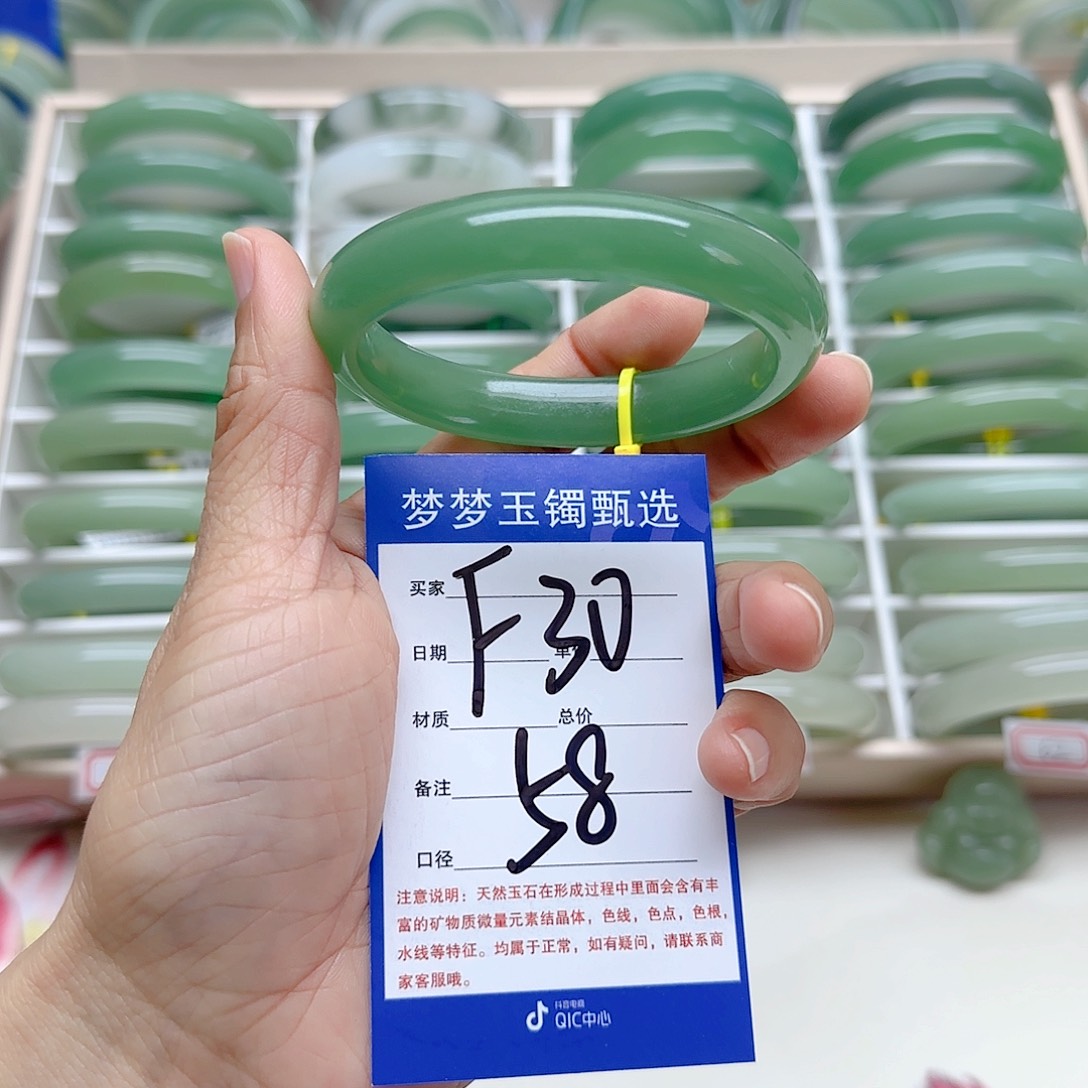 梦梦玉镯甄选
买家
F30
日期
材质 总价
58
备注
口径
注意说明：天然玉石在形成过程中里面会含有丰
富的矿物质微量元素结晶体，色线，色点，色根，
水线等特征。均属于正常，如有疑问，请联系商
家客服哦。
抖音电商
QIC中心